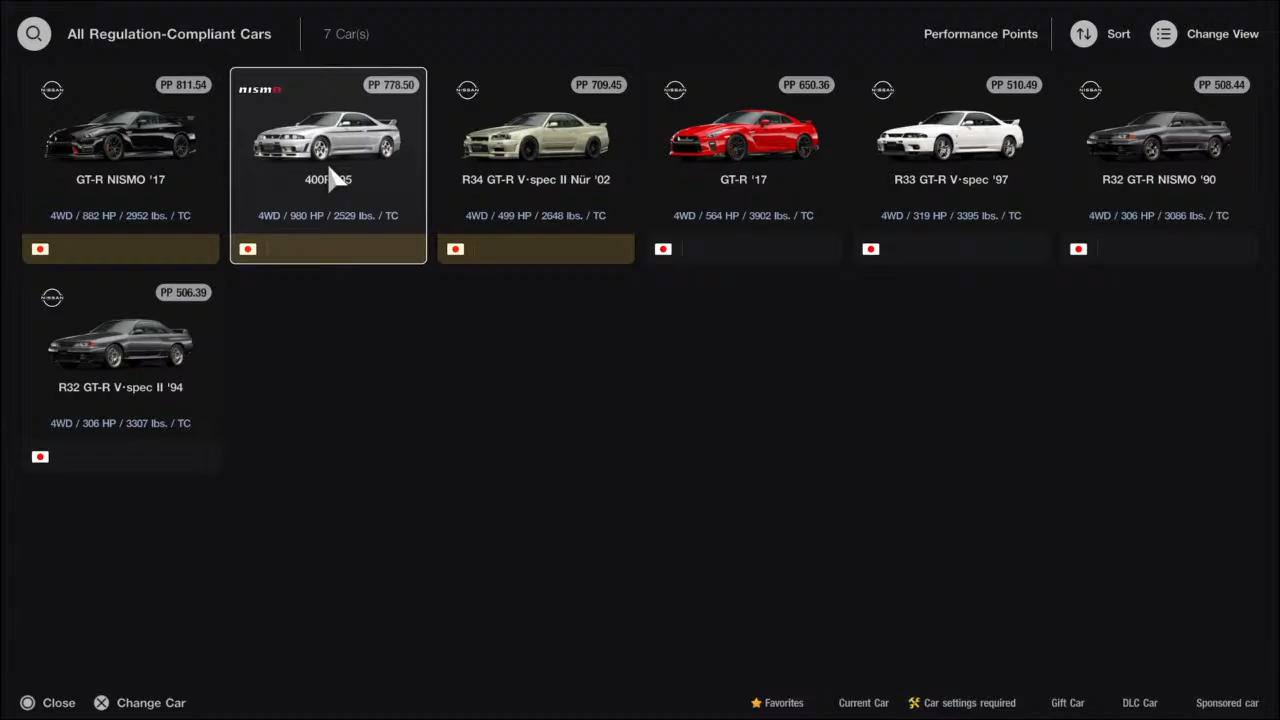 All Regulation-Compliant Cars
7 Car(s)
Performance Points
Sort
Change View
NISSAN
PP 811.54
GT-R NISMO '17
4WD / 882 HP / 2952 lbs. / TC
nismo
PP 778.50
4WD / 980 HP / 2529 lbs. / TC
NISSAN
PP 709.45
R34 GT-R V·spec II Nür '02
4WD / 499 HP / 2648 lbs. / TC
NISSAN
PP 650.36
GT-R '17
4WD / 564 HP / 3902 lbs. / TC
NISSAN
PP 510.49
R33 GT-R V·spec '97
4WD / 319 HP / 3395 lbs. / TC
NISSAN
PP 508.44
R32 GT-R NISMO '90
4WD / 306 HP / 3086 lbs. / TC
NISSAN
PP 506.39
R32 GT-R V·spec II '94
4WD / 306 HP / 3307 lbs. / TC
Close
Change Car
Favorites
Current Car
Car settings required
Gift Car
DLC Car
Sponsored car